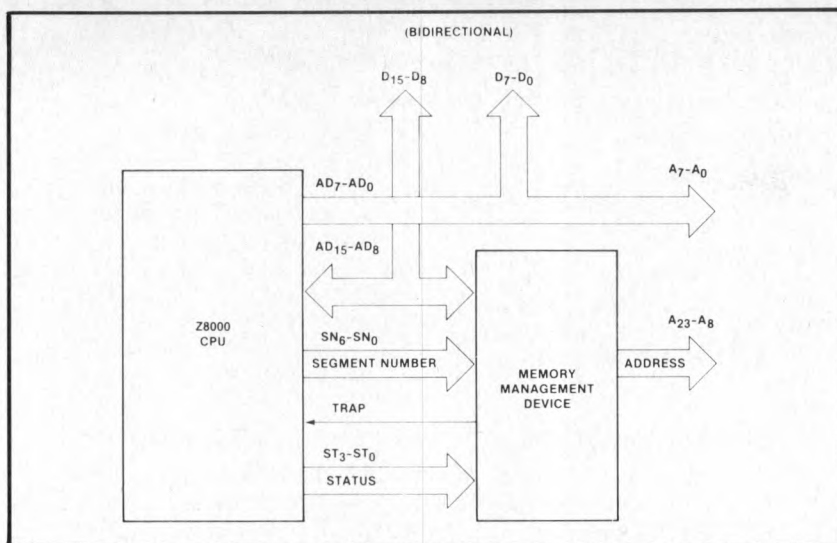 (BIDIRECTIONAL)
D15-D8
D7-D0
AD7-AD0
A7-A0
AD15-AD8
Z8000
CPU
SN6-SN0
SEGMENT NUMBER
A23-A8
ADDRESS
MEMORY
MANAGEMENT
DEVICE
TRAP
ST3-ST0
STATUS